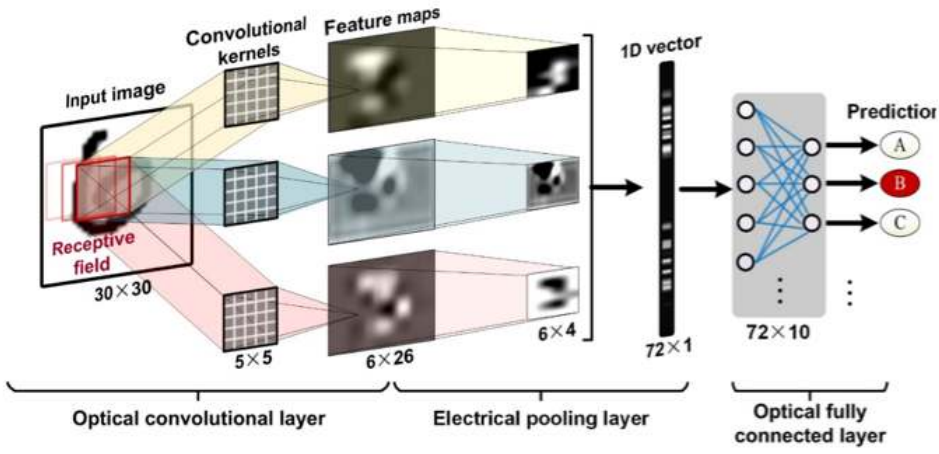 Convolutional
kernels
Feature maps
Input image
Receptive
field
30×30
5×5
6×26
6×4
1D vector
72×1
72×10
Prediction
A
B
C
Optical convolutional layer
Electrical pooling layer
Optical fully
connected layer